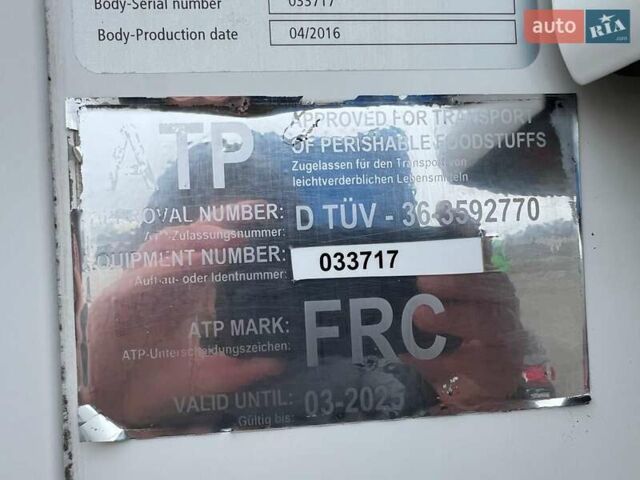 Body-Serial number 033717
Body-Production date 04/2016
auto RIA .com
ATP
APPROVED FOR TRANSPORT
OF PERISHABLE FOODSTUFFS
Zugelassen für den Transport von
leichtverderblichen Lebensmitteln
APPROVAL NUMBER: D TÜV - 36-3592770
ATP-Zulassungsnummer:
EQUIPMENT NUMBER: 033717
Aufbau- oder Identnummer:
ATP MARK: FRC
ATP-Unterscheidungszeichen:
VALID UNTIL: 03-2025
Gültig bis: